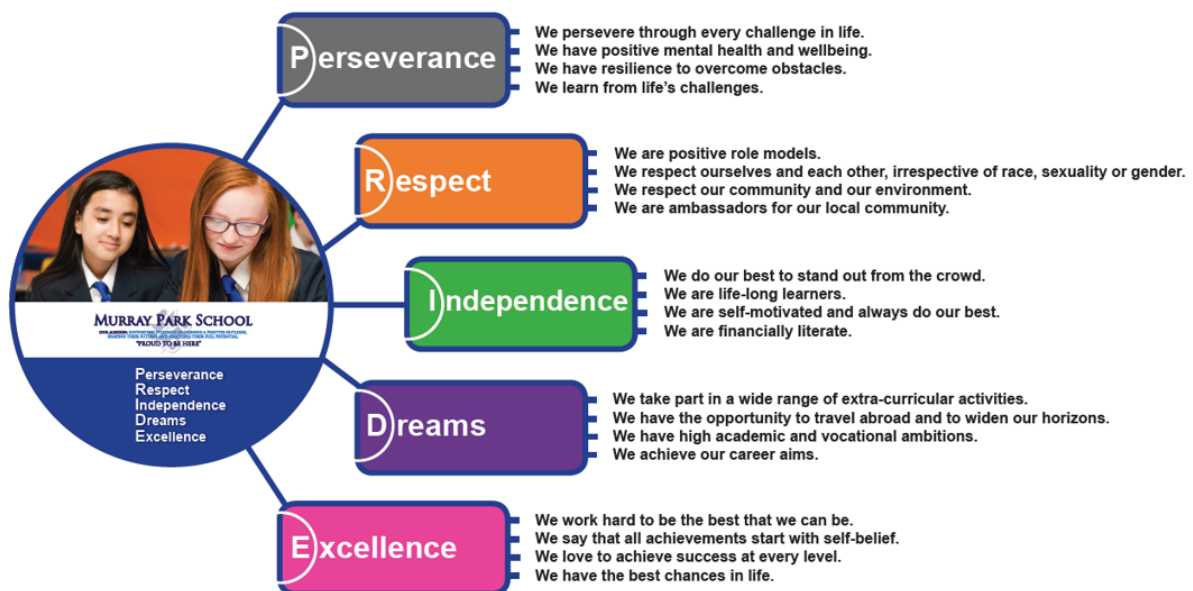 Perseverance
We persevere through every challenge in life.
We have positive mental health and wellbeing.
We have resilience to overcome obstacles.
We learn from life's challenges.
Respect
We are positive role models.
We respect ourselves and each other, irrespective of race, sexuality or gender.
We respect our community and our environment.
We are ambassadors for our local community.
Independence
We do our best to stand out from the crowd.
We are life-long learners.
We are self-motivated and always do our best.
We are financially literate.
MURRAY PARK SCHOOL
"PROUD TO BE HERE"
Perseverance
Respect
Independence
Dreams
Excellence
Dreams
We take part in a wide range of extra-curricular activities.
We have the opportunity to travel abroad and to widen our horizons.
We have high academic and vocational ambitions.
We achieve our career aims.
Excellence
We work hard to be the best that we can be.
We say that all achievements start with self-belief.
We love to achieve success at every level.
We have the best chances in life.